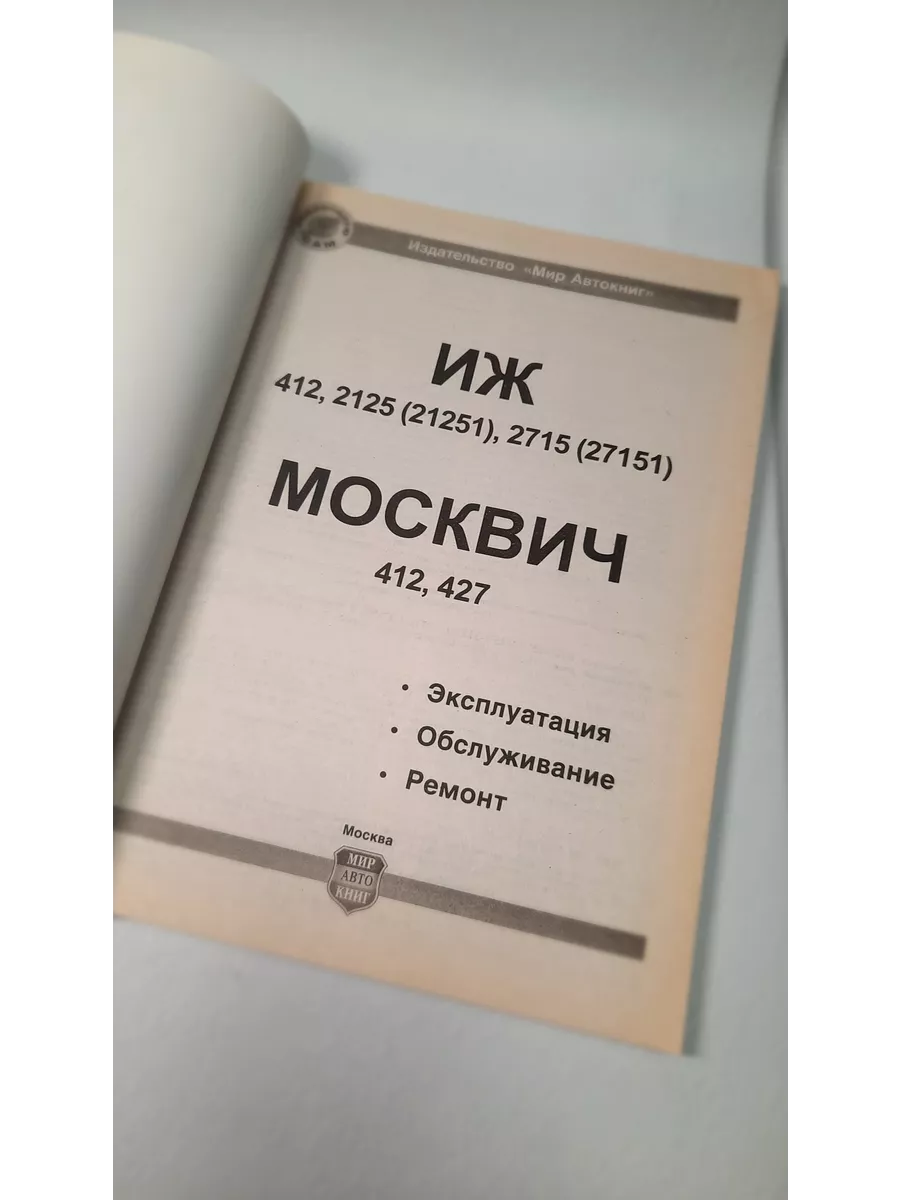 Издательство «Мир Автокниг»
ИЖ
412, 2125 (21251), 2715 (27151)
МОСКВИЧ
412, 427
• Эксплуатация
• Обслуживание
• Ремонт
Москва
МИР
АВТО
КНИГ